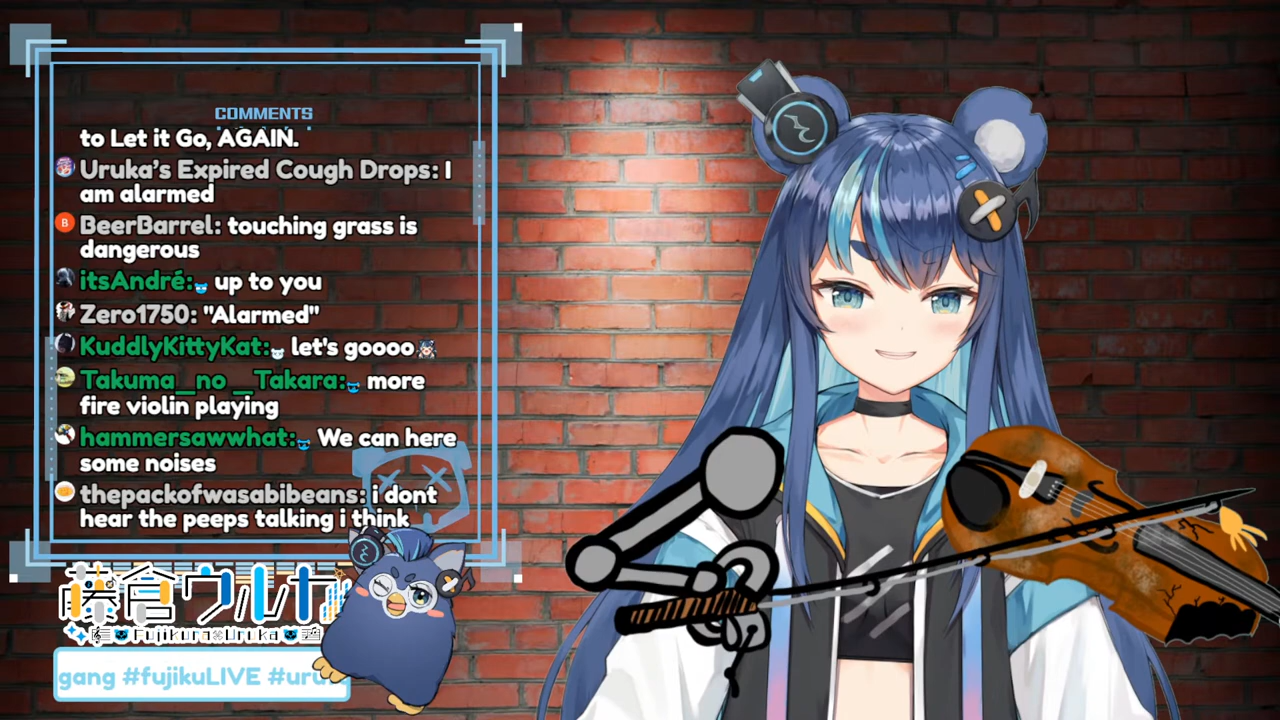 COMMENTS
to Let it Go, AGAIN.
Uruka's Expired Cough Drops: I
am alarmed
B
BeerBarrel: touching grass is
dangerous
itsAndré: up to you
Zero1750: "Alarmed"
KuddlyKittyKat: let's goooo
Takuma_no_Takara: more
fire violin playing
hammersawwhat: We can here
some noises
thepackofwasabibeans: i dont
hear the peeps talking i think
藤倉ウルカ
Fujikura Uruka
gang #fujikuLIVE #uru